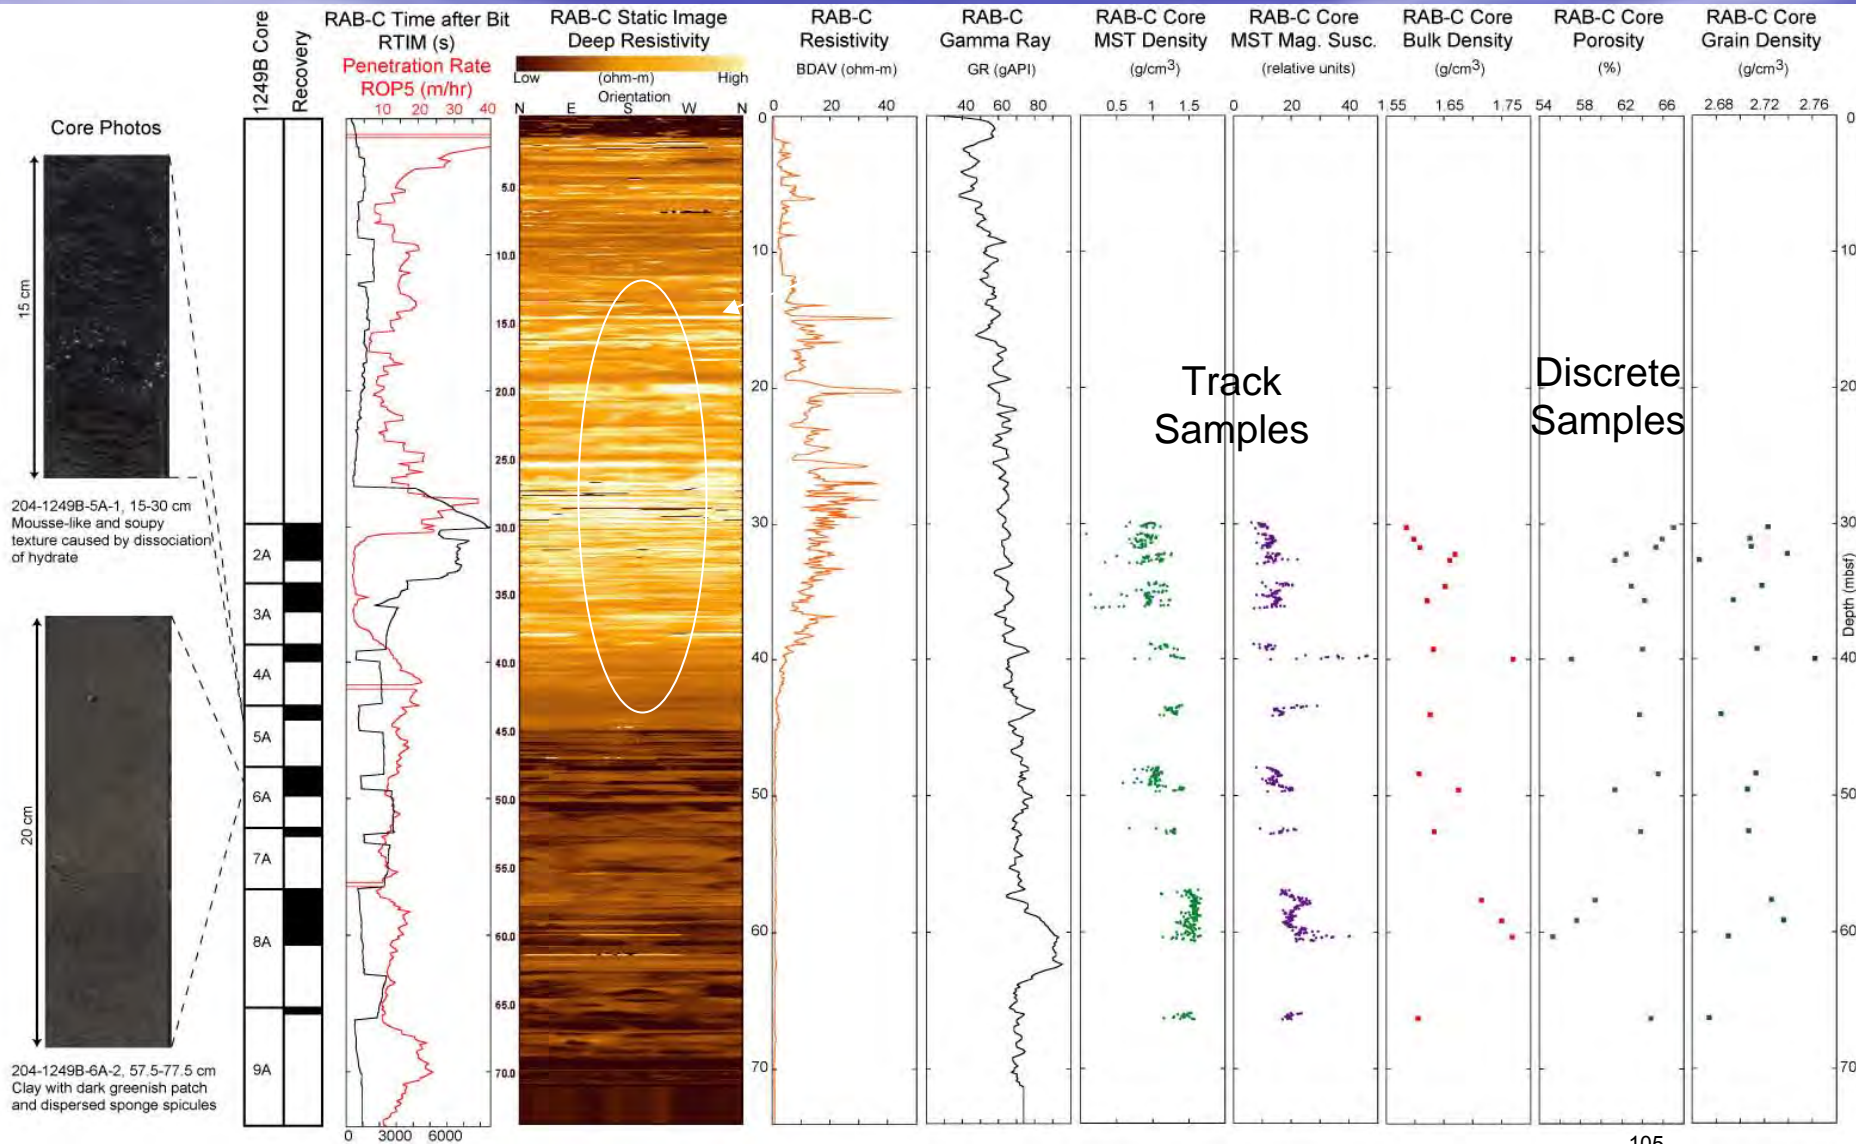 1249B Core
Recovery
RAB-C Time after Bit
RTIM (s)
Penetration Rate
ROP5 (m/hr)
10 20 30 40
RAB-C Static Image
Deep Resistivity
Low (ohm-m) High
Orientation
N E S W N
RAB-C
Resistivity
BDAV (ohm-m)
0 20 40
RAB-C
Gamma Ray
GR (gAPI)
40 60 80
RAB-C Core
MST Density
(g/cm3)
0.5 1 1.5
RAB-C Core
MST Mag. Susc.
(relative units)
0 20 40
RAB-C Core
Bulk Density
(g/cm3)
1.55 1.65 1.75
RAB-C Core
Porosity
(%)
54 58 62 66
RAB-C Core
Grain Density
(g/cm3)
2.68 2.72 2.76
Core Photos
15 cm
204-1249B-5A-1, 15-30 cm
Mousse-like and soupy
texture caused by dissociation
of hydrate
20 cm
204-1249B-6A-2, 57.5-77.5 cm
Clay with dark greenish patch
and dispersed sponge spicules
2A
3A
4A
5A
6A
7A
8A
9A
0 3000 6000
5.0
10.0
15.0
20.0
25.0
30.0
35.0
40.0
45.0
50.0
55.0
60.0
65.0
70.0
0
10
20
30
40
50
60
70
Track
Samples
Discrete
Samples
0
10
20
30
40
50
60
70
Depth (mbsf)
105